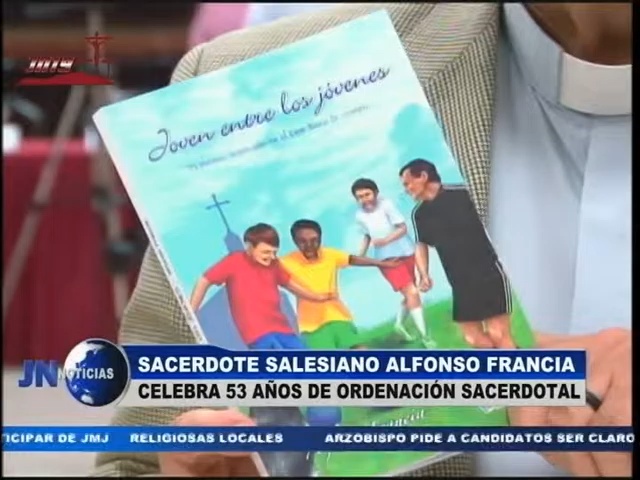 JN19
Joven entre los jóvenes
SACERDOTE SALESIANO ALFONSO FRANCIA
JN NOTICIAS
CELEBRA 53 AÑOS DE ORDENACIÓN SACERDOTAL
TICIPAR DE JMJ RELIGIOSAS LOCALES ARZOBISPO PIDE A CANDIDATOS SER CLARO